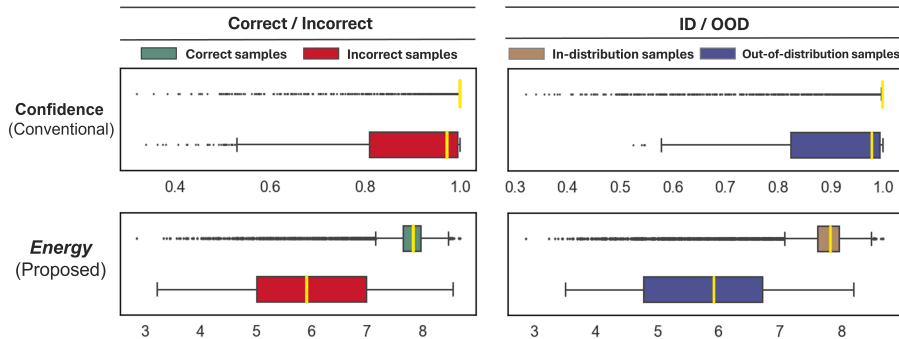 Correct / Incorrect
ID / OOD
Correct samples
Incorrect samples
In-distribution samples
Out-of-distribution samples
Confidence
(Conventional)
0.4
0.6
0.8
1.0
0.3
0.4
0.5
0.6
0.7
0.8
0.9
1.0
Energy
(Proposed)
3
4
5
6
7
8
3
4
5
6
7
8